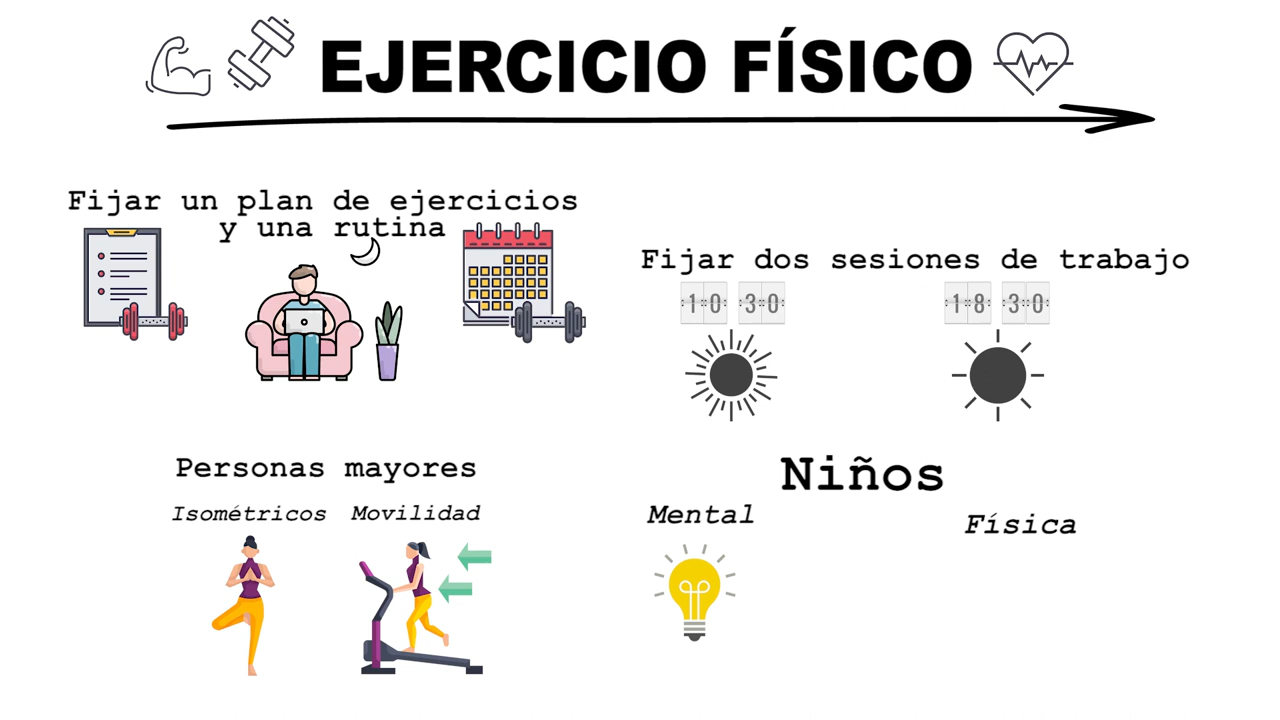 EJERCICIO FÍSICO
Fijar un plan de ejercicios
y una rutina
Fijar dos sesiones de trabajo
10 30
18 30
Personas mayores
Isométricos
Movilidad
Niños
Mental
Física